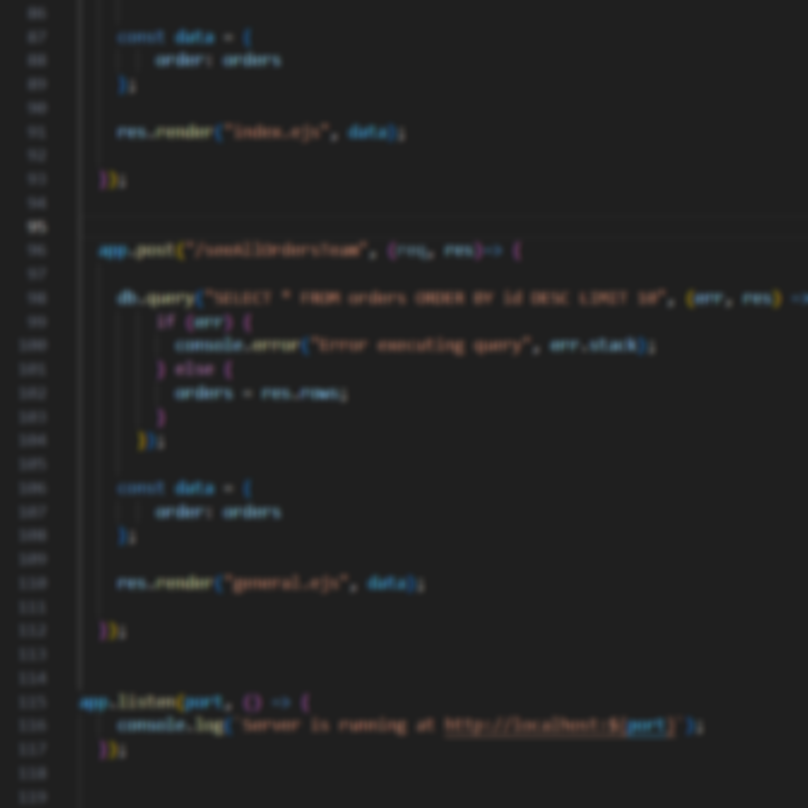 86
87 const data = {
88 order: orders
89 };
90
91 res.render("index.ejs", data);
92
93 });
94
95
96 app.post("/seeAllOrdersTeam", (req, res)=> {
97
98 db.query("SELECT * FROM orders ORDER BY id DESC LIMIT 10", (err, res) =>
99 if (err) {
100 console.error("Error executing query", err.stack);
101 } else {
102 orders = res.rows;
103 }
104 });
105
106 const data = {
107 order: orders
108 };
109
110 res.render("general.ejs", data);
111
112 });
113
114
115 app.listen(port, () => {
116 console.log(`Server is running at http://localhost:${port}`);
117 });
118
119